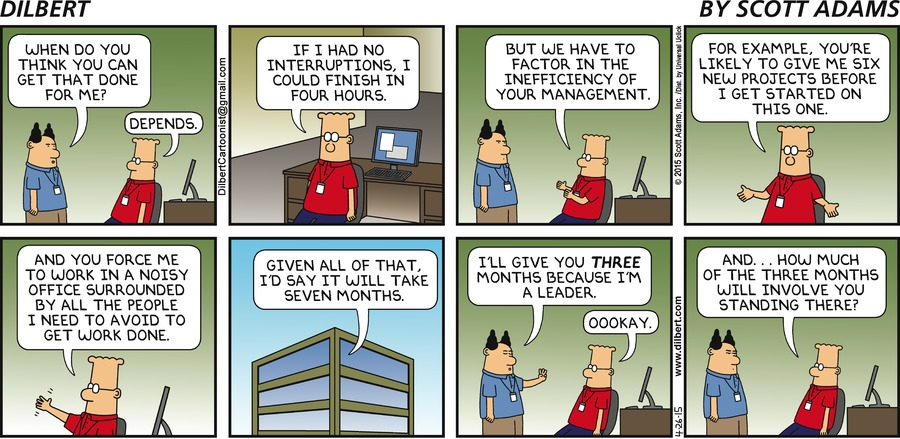 DILBERT
BY SCOTT ADAMS
WHEN DO YOU
THINK YOU CAN
GET THAT DONE
FOR ME?
DEPENDS.
DilbertCartoonist@gmail.com
IF I HAD NO
INTERRUPTIONS, I
COULD FINISH IN
FOUR HOURS.
BUT WE HAVE TO
FACTOR IN THE
INEFFICIENCY OF
YOUR MANAGEMENT.
© 2015 Scott Adams, Inc. /Dist. by Universal Uclick
FOR EXAMPLE, YOU'RE
LIKELY TO GIVE ME SIX
NEW PROJECTS BEFORE
I GET STARTED ON
THIS ONE.
AND YOU FORCE ME
TO WORK IN A NOISY
OFFICE SURROUNDED
BY ALL THE PEOPLE
I NEED TO AVOID TO
GET WORK DONE.
GIVEN ALL OF THAT,
I'D SAY IT WILL TAKE
SEVEN MONTHS.
I'LL GIVE YOU THREE
MONTHS BECAUSE I'M
A LEADER.
OOOKAY.
4-26-15 www.dilbert.com
AND. . . HOW MUCH
OF THE THREE MONTHS
WILL INVOLVE YOU
STANDING THERE?